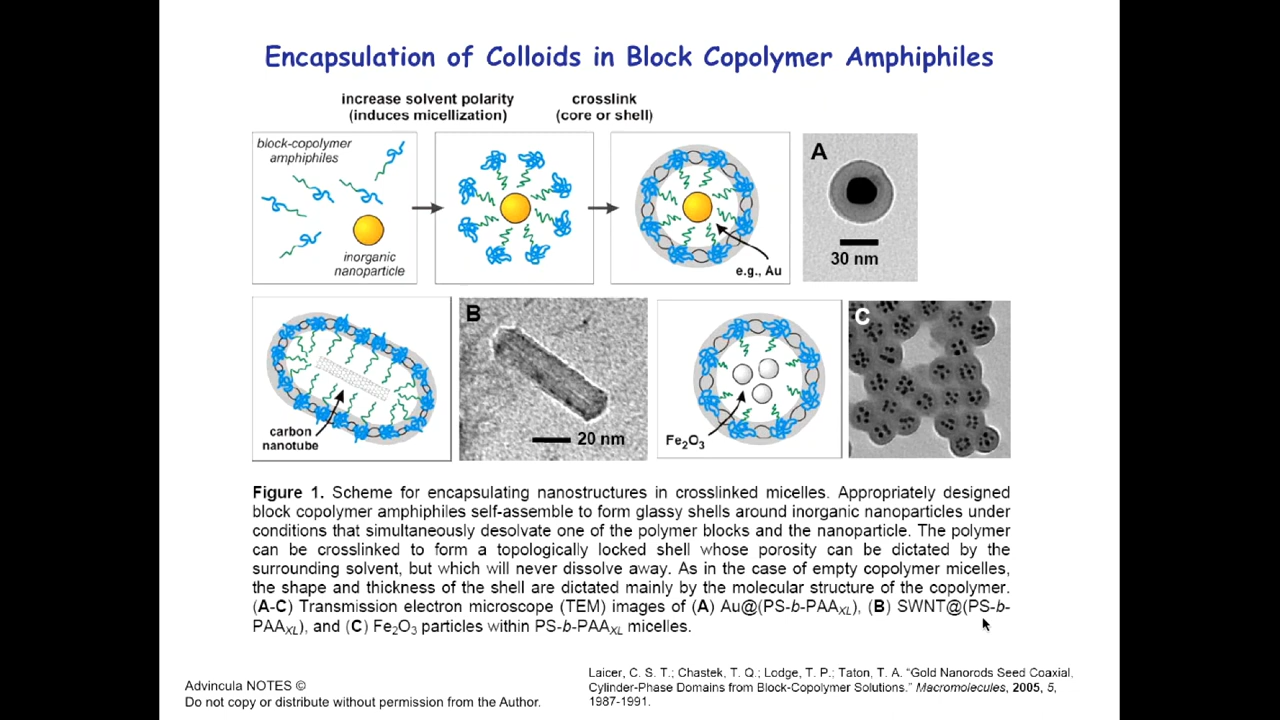 Encapsulation of Colloids in Block Copolymer Amphiphiles
increase solvent polarity
(induces micellization)
crosslink
(core or shell)
block-copolymer
amphiphiles
inorganic
nanoparticle
e.g., Au
A
30 nm
carbon
nanotube
B
20 nm
Fe2O3
C
Figure 1. Scheme for encapsulating nanostructures in crosslinked micelles. Appropriately designed
block copolymer amphiphiles self-assemble to form glassy shells around inorganic nanoparticles under
conditions that simultaneously desolvate one of the polymer blocks and the nanoparticle. The polymer
can be crosslinked to form a topologically locked shell whose porosity can be dictated by the
surrounding solvent, but which will never dissolve away. As in the case of empty copolymer micelles,
the shape and thickness of the shell are dictated mainly by the molecular structure of the copolymer.
(A-C) Transmission electron microscope (TEM) images of (A) Au@(PS-b-PAAXL), (B) SWNT@(PS-b-
PAAXL), and (C) Fe2O3 particles within PS-b-PAAXL micelles.
Advincula NOTES ©
Do not copy or distribute without permission from the Author.
Laicer, C. S. T.; Chastek, T. Q.; Lodge, T. P.; Taton, T. A. "Gold Nanorods Seed Coaxial,
Cylinder-Phase Domains from Block-Copolymer Solutions." Macromolecules, 2005, 5,
1987-1991.